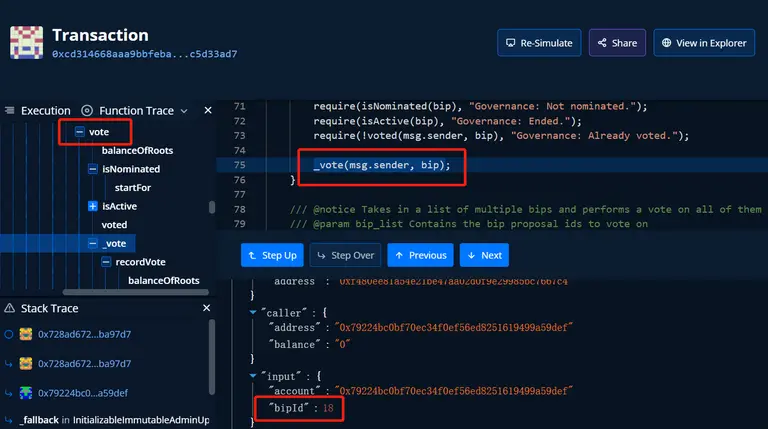 Transaction
0xcd314668aaa9bbfeba...c5d33ad7
Re-Simulate
Share
View in Explorer
Execution
Function Trace
vote
balanceOfRoots
isNominated
startFor
isActive
voted
_vote
recordVote
balanceOfRoots
71 require(isNominated(bip), "Governance: Not nominated.");
72 require(isActive(bip), "Governance: Ended.");
73 require(!voted(msg.sender, bip), "Governance: Already voted.");
74
75 _vote(msg.sender, bip);
76 }
77
78 /// @notice Takes in a list of multiple bips and performs a vote on all of them
79 /// @param bip_list Contains the bip proposal ids to vote on
Step Up
Step Over
Previous
Next
Stack Trace
0x728ad672...ba97d7
0x728ad672...ba97d7
0x79224bc0...a59def
_fallback in InitializableImmutableAdminUp
}
"caller" : {
"address" : "0x79224bc0bf70ec34f0ef56ed8251619499a59def"
"balance" : "0"
}
"input" : {
"account" : "0x79224bc0bf70ec34f0ef56ed8251619499a59def"
"bipId" : 18
}